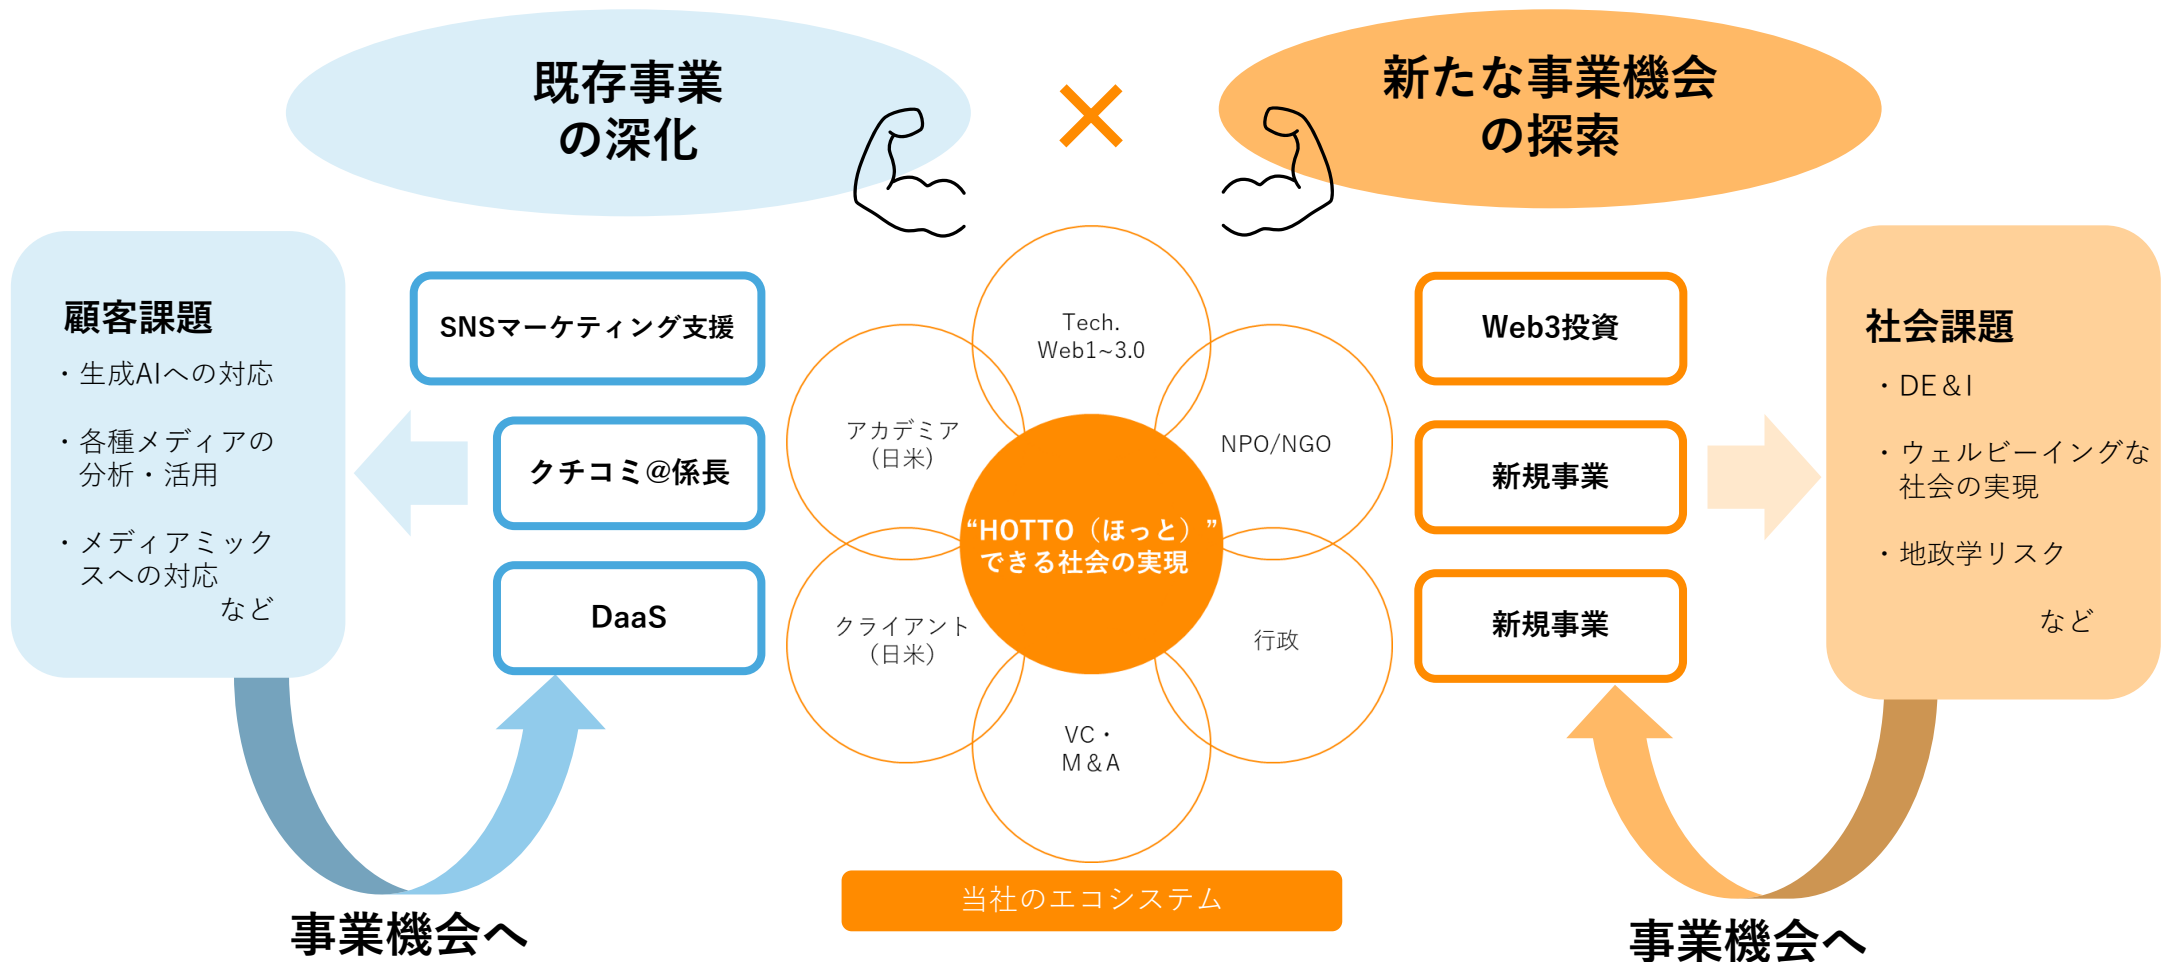 既存事業
の深化
×
新たな事業機会
の探索
顧客課題
・生成AIへの対応
・各種メディアの
分析・活用
・メディアミック
スへの対応
など
SNSマーケティング支援
クチコミ@係長
DaaS
事業機会へ
Tech.
Web1~3.0
アカデミア
(日米)
NPO/NGO
“HOTTO（ほっと）”
できる社会の実現
クライアント
(日米)
行政
VC・
M＆A
当社のエコシステム
Web3投資
新規事業
新規事業
社会課題
・DE＆I
・ウェルビーイングな
社会の実現
・地政学リスク
など
事業機会へ